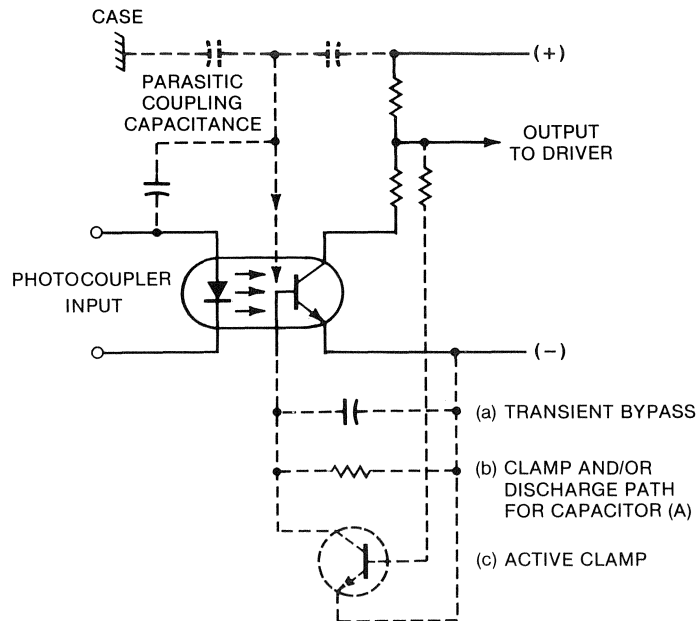 CASE
(+)
PARASITIC
COUPLING
CAPACITANCE
OUTPUT
TO DRIVER
PHOTOCOUPLER
INPUT
(-)
(a) TRANSIENT BYPASS
(b) CLAMP AND/OR
DISCHARGE PATH
FOR CAPACITOR (A)
(c) ACTIVE CLAMP